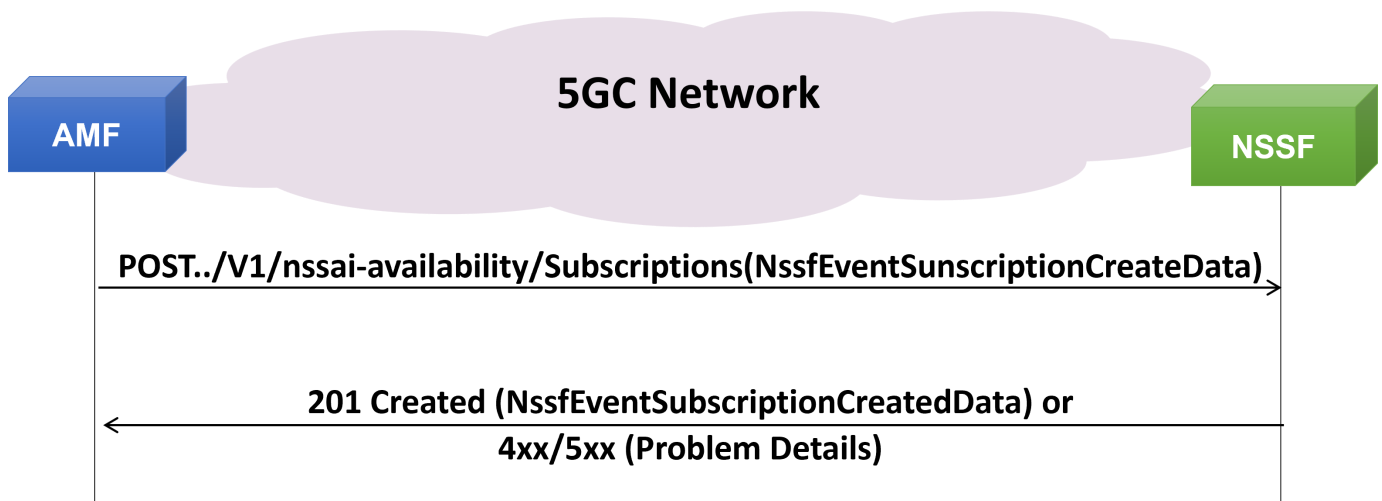 5GC Network
AMF
NSSF
POST../V1/nssai-availability/Subscriptions(NssfEventSunscriptionCreateData)
201 Created (NssfEventSubscriptionCreatedData) or
4xx/5xx (Problem Details)